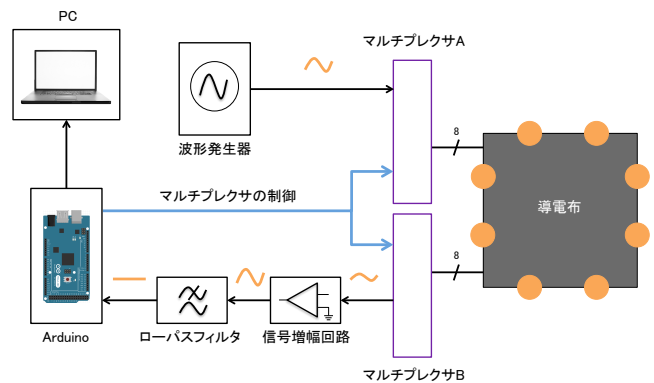 PC
マルチプレクサA
波形発生器
8
マルチプレクサの制御
導電布
8
Arduino
ローパスフィルタ
信号増幅回路
マルチプレクサB